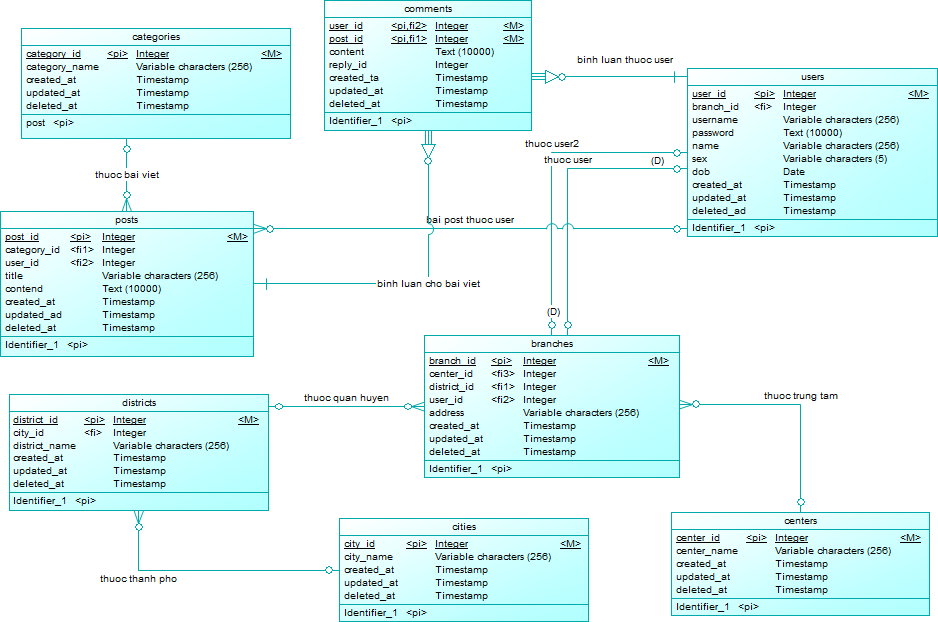 comments
user_id <pi,fi2> Integer <M>
post_id <pi,fi1> Integer <M>
content Text (10000)
reply_id Integer
created_ta Timestamp
updated_at Timestamp
deleted_at Timestamp
Identifier_1 <pi>
categories
category_id <pi> Integer <M>
category_name Variable characters (256)
created_at Timestamp
updated_at Timestamp
deleted_at Timestamp
post <pi>
binh luan thuoc user
users
user_id <pi> Integer <M>
branch_id <fi> Integer
username Variable characters (256)
password Text (10000)
name Variable characters (256)
sex Variable characters (5)
dob Date
created_at Timestamp
updated_at Timestamp
deleted_ad Timestamp
Identifier_1 <pi>
thuoc user2
thuoc user
(D)
thuoc bai viet
posts
post_id <pi> Integer <M>
category_id <fi1> Integer
user_id <fi2> Integer
title Variable characters (256)
contend Text (10000)
created_at Timestamp
updated_ad Timestamp
deleted_at Timestamp
Identifier_1 <pi>
bai post thuoc user
binh luan cho bai viet
(D)
branches
branch_id <pi> Integer <M>
center_id <fi3> Integer
district_id <fi1> Integer
user_id <fi2> Integer
address Variable characters (256)
created_at Timestamp
updated_at Timestamp
deleted_at Timestamp
Identifier_1 <pi>
thuoc quan huyen
thuoc trung tam
districts
district_id <pi> Integer <M>
city_id <fi> Integer
district_name Variable characters (256)
created_at Timestamp
updated_at Timestamp
deleted_at Timestamp
Identifier_1 <pi>
thuoc thanh pho
cities
city_id <pi> Integer <M>
city_name Variable characters (256)
created_at Timestamp
updated_at Timestamp
deleted_at Timestamp
Identifier_1 <pi>
centers
center_id <pi> Integer <M>
center_name Variable characters (256)
created_at Timestamp
updated_at Timestamp
deleted_at Timestamp
Identifier_1 <pi>